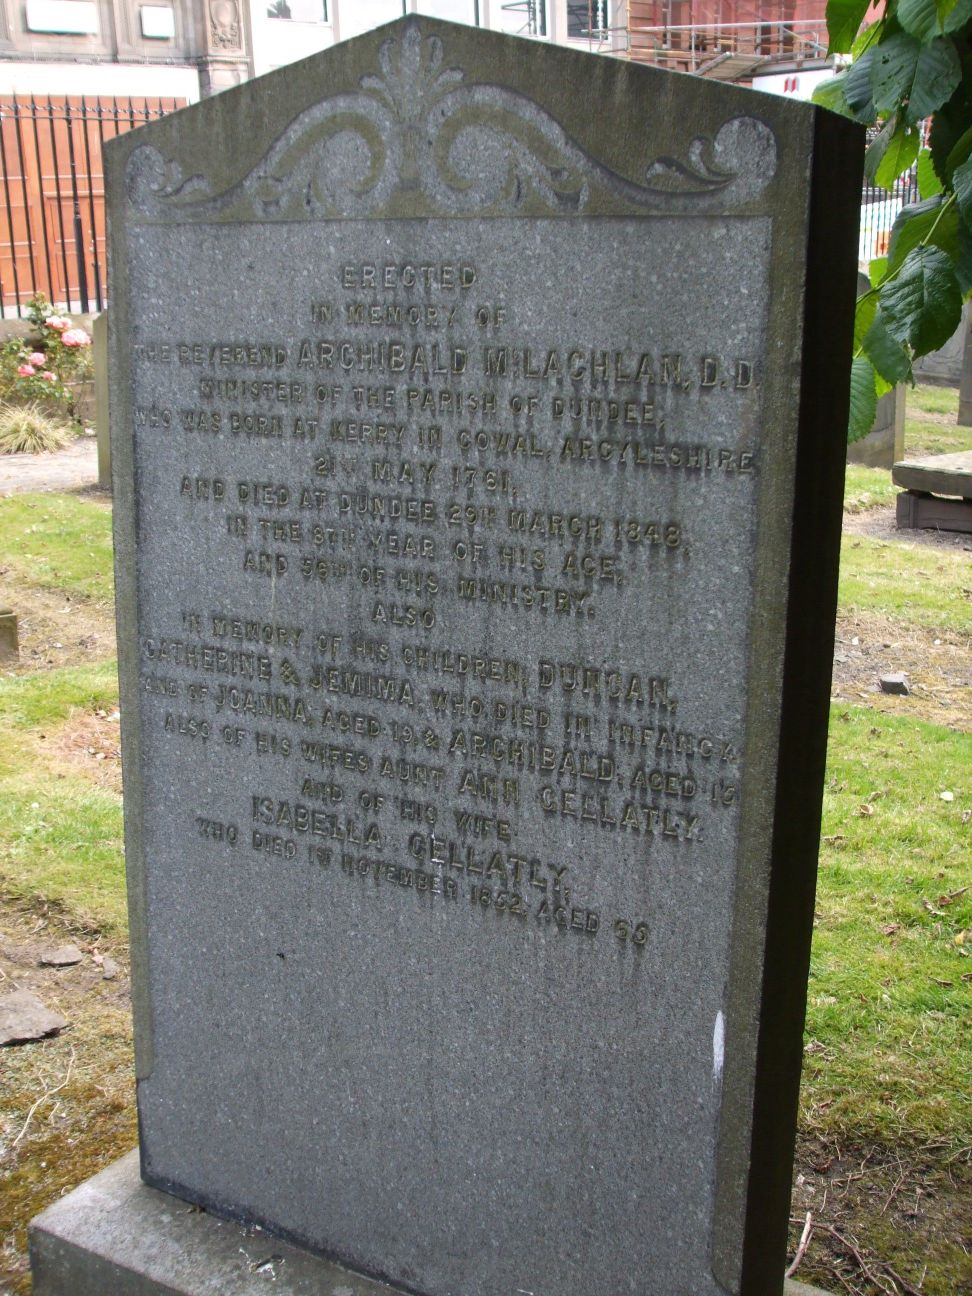 ERECTED
IN MEMORY OF
THE REVEREND ARCHIBALD M'LACHLAN, D.D.
MINISTER OF THE PARISH OF DUNDEE,
WHO WAS BORN AT KERRY IN COWAL, ARGYLESHIRE
21ST MAY 1761,
AND DIED AT DUNDEE 29TH MARCH 1848,
IN THE 87TH YEAR OF HIS AGE,
AND 56TH OF HIS MINISTRY.
ALSO
IN MEMORY OF HIS CHILDREN, DUNCAN,
CATHERINE & JEMIMA, WHO DIED IN INFANCY,
AND OF JOANNA, AGED 19, & ARCHIBALD, AGED
ALSO OF HIS WIFES AUNT ANN GELLATLY.
AND OF HIS WIFE
ISABELLA GELLATLY,
WHO DIED 1ST NOVEMBER 1852, AGED